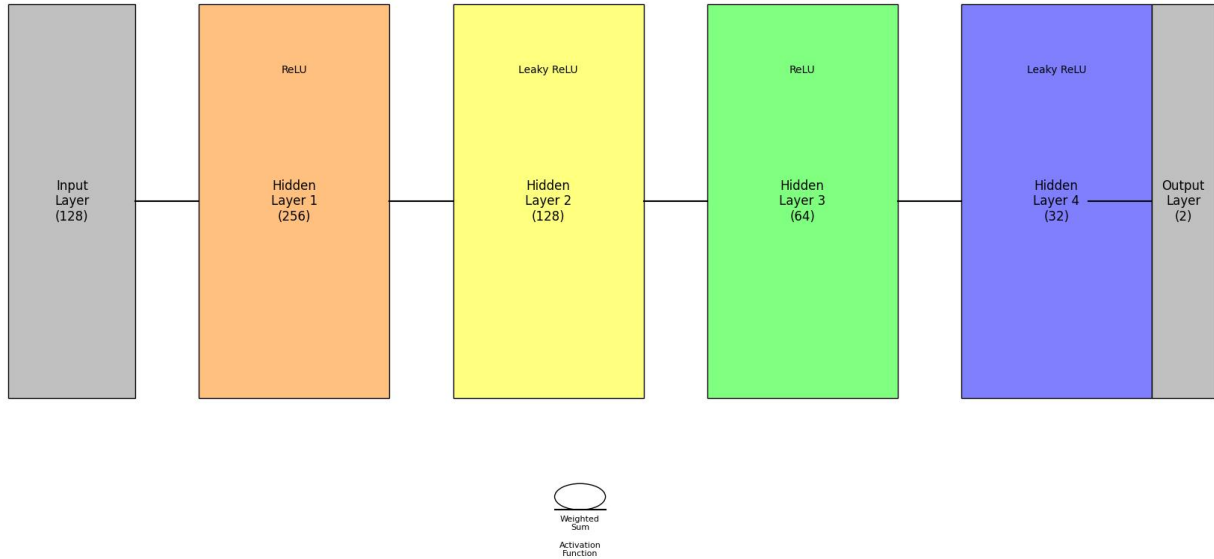 ReLU
Leaky ReLU
ReLU
Leaky ReLU
Input
Layer
(128)
Hidden
Layer 1
(256)
Hidden
Layer 2
(128)
Hidden
Layer 3
(64)
Hidden
Layer 4
(32)
Output
Layer
(2)
Weighted
Sum
Activation
Function